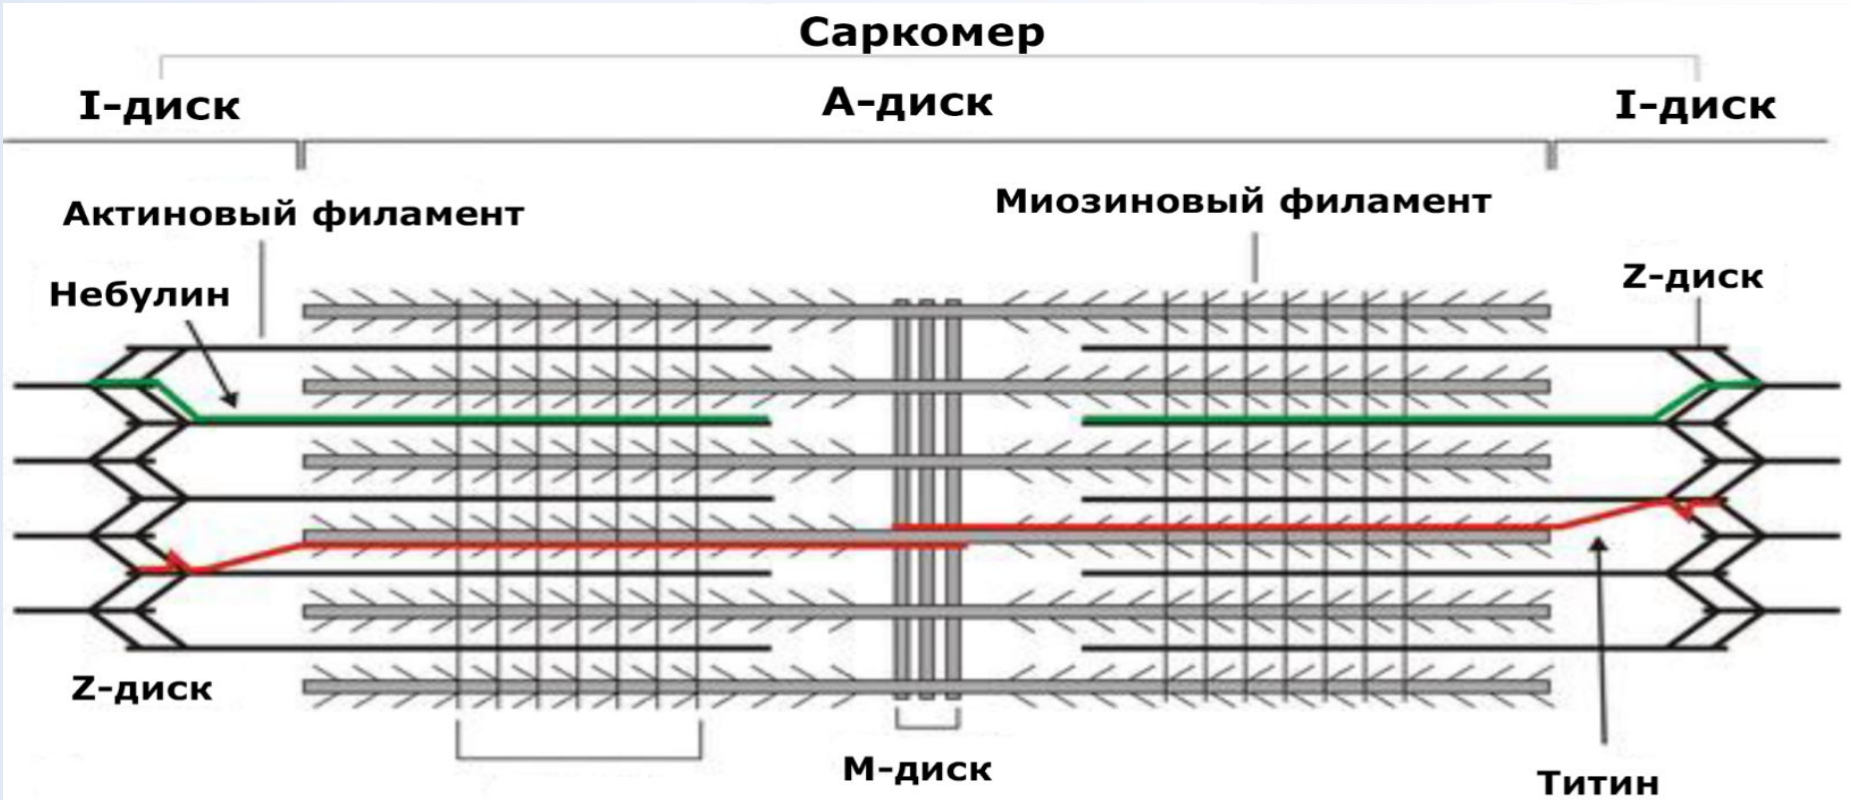 Саркомер
I-диск
А-диск
I-диск
Актиновый филамент
Миозиновый филамент
Небулин
Z-диск
Z-диск
М-диск
Титин